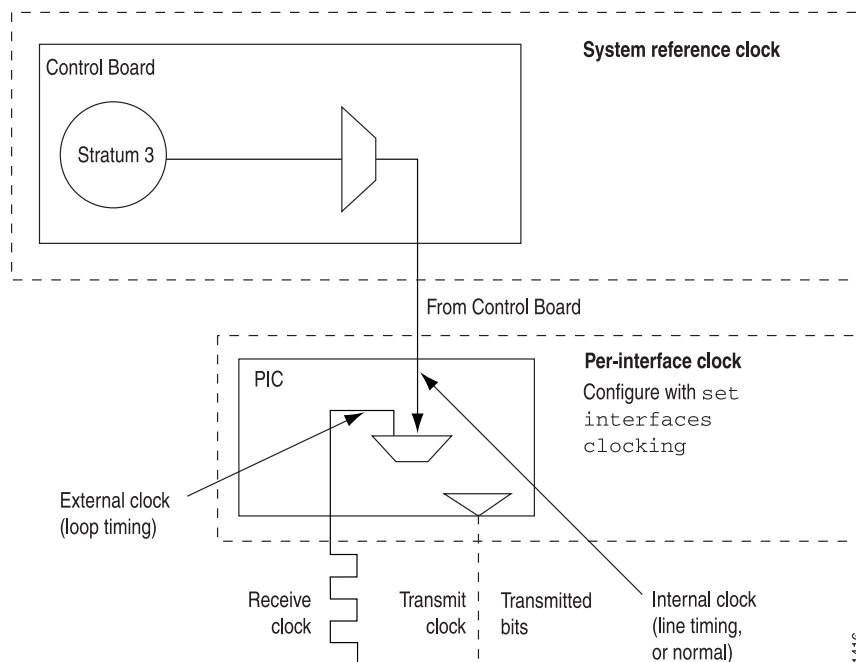 System reference clock
Control Board
Stratum 3
From Control Board
Per-interface clock
PIC
Configure with set
interfaces
clocking
External clock
(loop timing)
Receive
clock
Transmit
clock
Transmitted
bits
Internal clock
(line timing,
or normal)